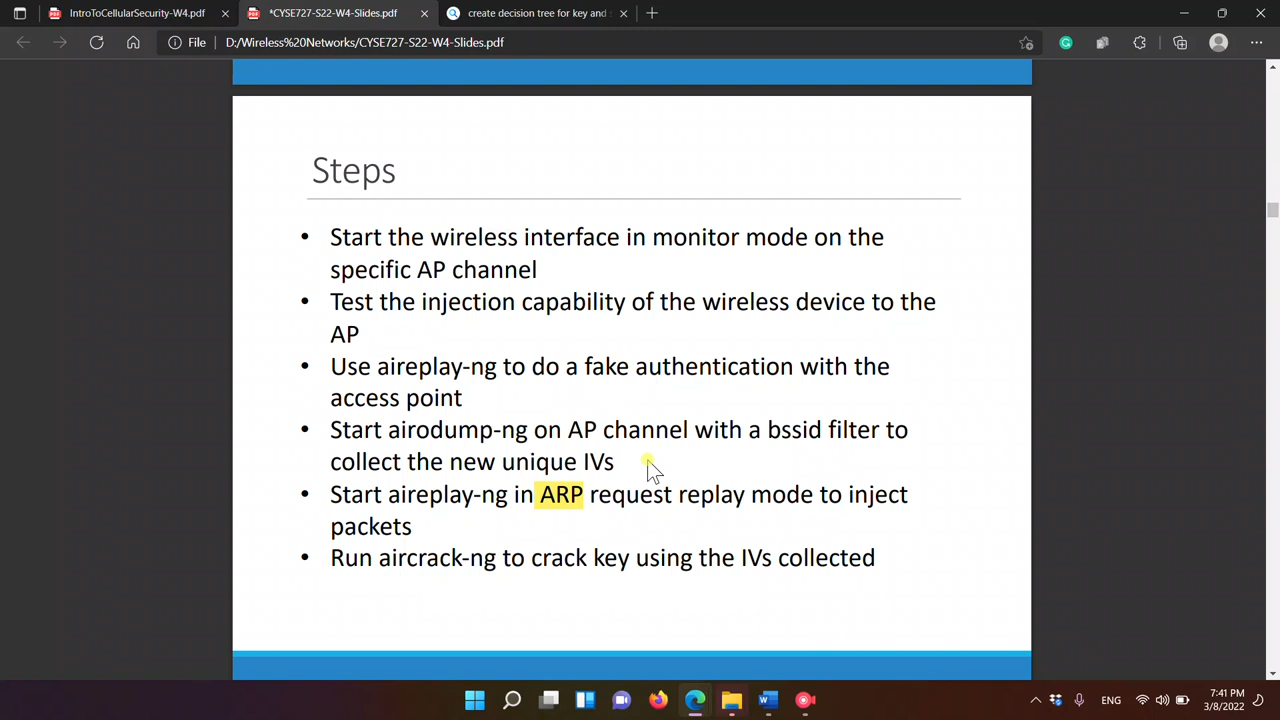 IntroToCellularSecurity-W4.pdf
*CYSE727-S22-W4-Slides.pdf
create decision tree for key and
File
D:/Wireless%20Networks/CYSE727-S22-W4-Slides.pdf
Steps
• Start the wireless interface in monitor mode on the
specific AP channel
• Test the injection capability of the wireless device to the
AP
• Use aireplay-ng to do a fake authentication with the
access point
• Start airodump-ng on AP channel with a bssid filter to
collect the new unique IVs
• Start aireplay-ng in ARP request replay mode to inject
packets
• Run aircrack-ng to crack key using the IVs collected
ENG
7:41 PM
3/8/2022